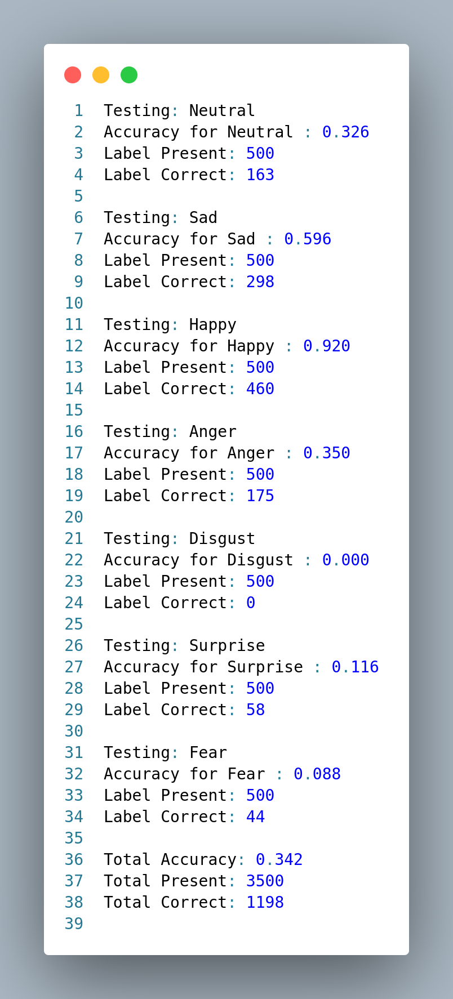 1 Testing: Neutral
2 Accuracy for Neutral : 0.326
3 Label Present: 500
4 Label Correct: 163
5
6 Testing: Sad
7 Accuracy for Sad : 0.596
8 Label Present: 500
9 Label Correct: 298
10
11 Testing: Happy
12 Accuracy for Happy : 0.920
13 Label Present: 500
14 Label Correct: 460
15
16 Testing: Anger
17 Accuracy for Anger : 0.350
18 Label Present: 500
19 Label Correct: 175
20
21 Testing: Disgust
22 Accuracy for Disgust : 0.000
23 Label Present: 500
24 Label Correct: 0
25
26 Testing: Surprise
27 Accuracy for Surprise : 0.116
28 Label Present: 500
29 Label Correct: 58
30
31 Testing: Fear
32 Accuracy for Fear : 0.088
33 Label Present: 500
34 Label Correct: 44
35
36 Total Accuracy: 0.342
37 Total Present: 3500
38 Total Correct: 1198
39